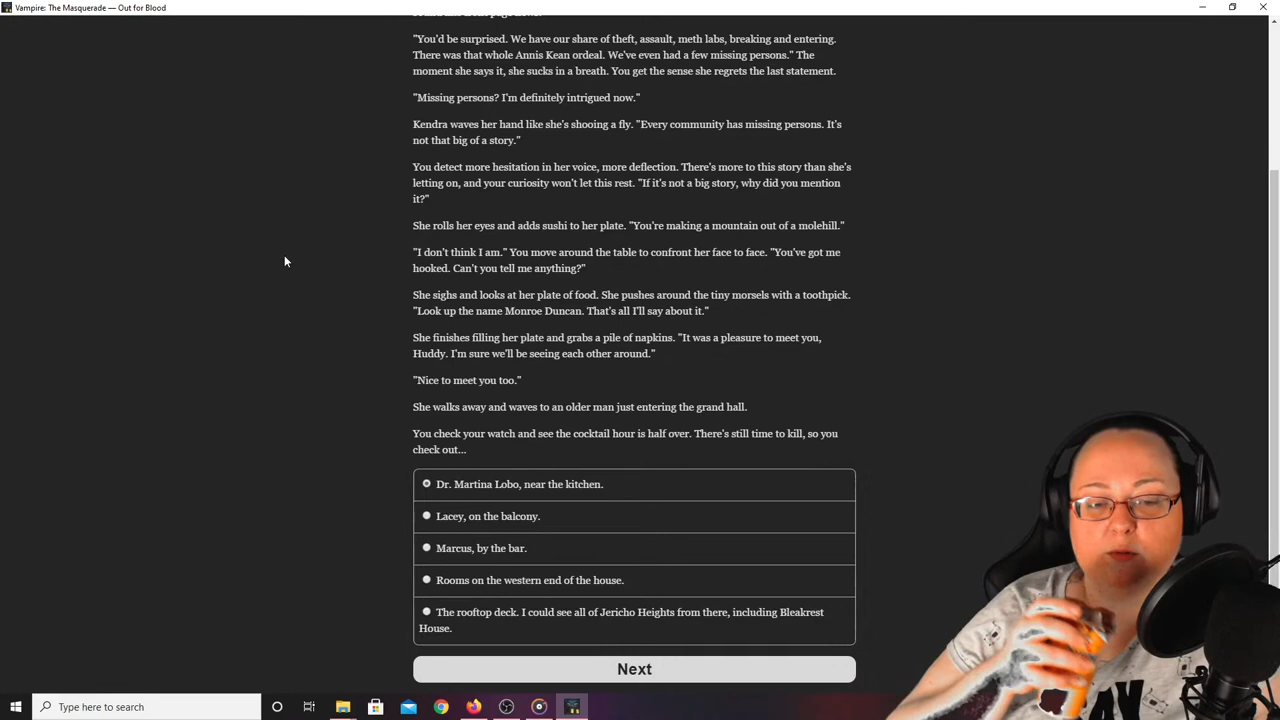 Vampire: The Masquerade — Out for Blood
"You'd be surprised. We have our share of theft, assault, meth labs, breaking and entering.
There was that whole Annis Kean ordeal. We've even had a few missing persons." The
moment she says it, she sucks in a breath. You get the sense she regrets the last statement.
"Missing persons? I'm definitely intrigued now."
Kendra waves her hand like she's shooing a fly. "Every community has missing persons. It's
not that big of a story."
You detect more hesitation in her voice, more deflection. There's more to this story than she's
letting on, and your curiosity won't let this rest. "If it's not a big story, why did you mention
it?"
She rolls her eyes and adds sushi to her plate. "You're making a mountain out of a molehill."
"I don't think I am." You move around the table to confront her face to face. "You've got me
hooked. Can't you tell me anything?"
She sighs and looks at her plate of food. She pushes around the tiny morsels with a toothpick.
"Look up the name Monroe Duncan. That's all I'll say about it."
She finishes filling her plate and grabs a pile of napkins. "It was a pleasure to meet you,
Huddy. I'm sure we'll be seeing each other around."
"Nice to meet you too."
She walks away and waves to an older man just entering the grand hall.
You check your watch and see the cocktail hour is half over. There's still time to kill, so you
check out...
Dr. Martina Lobo, near the kitchen.
Lacey, on the balcony.
Marcus, by the bar.
Rooms on the western end of the house.
The rooftop deck. I could see all of Jericho Heights from there, including Bleakrest
House.
Next
Type here to search